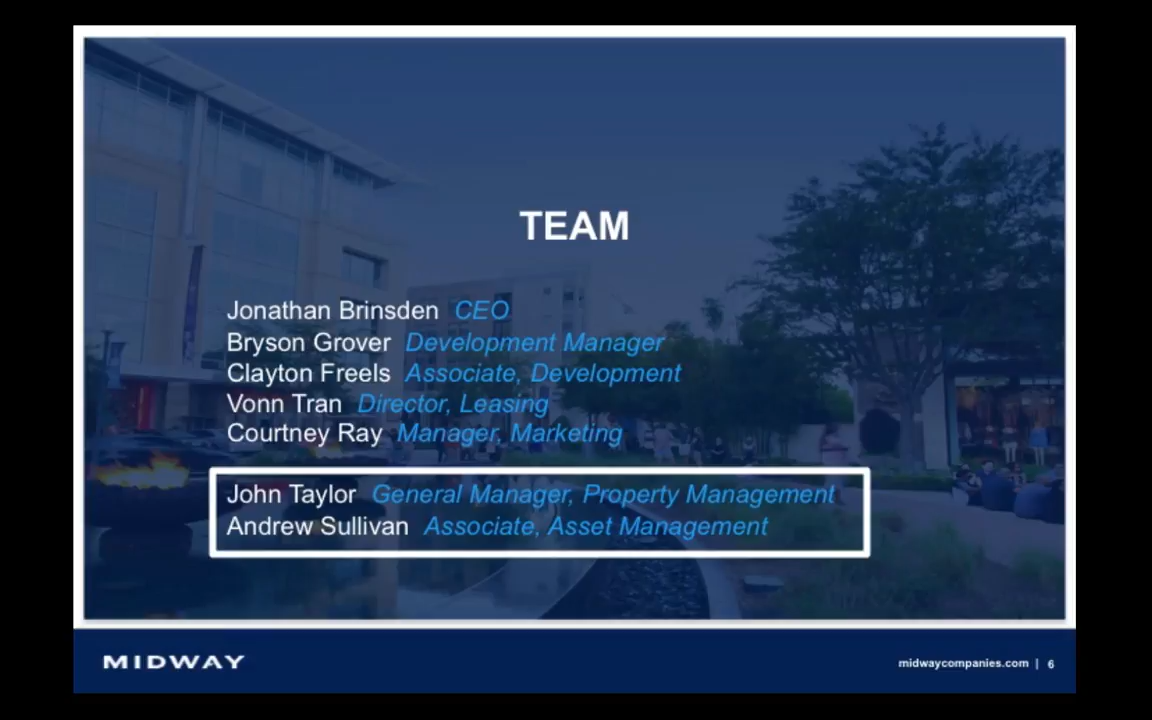 TEAM
Jonathan Brinsden CEO
Bryson Grover Development Manager
Clayton Freels Associate, Development
Vonn Tran Director, Leasing
Courtney Ray Manager, Marketing
John Taylor General Manager, Property Management
Andrew Sullivan Associate, Asset Management
MIDWAY
midwaycompanies.com | 6